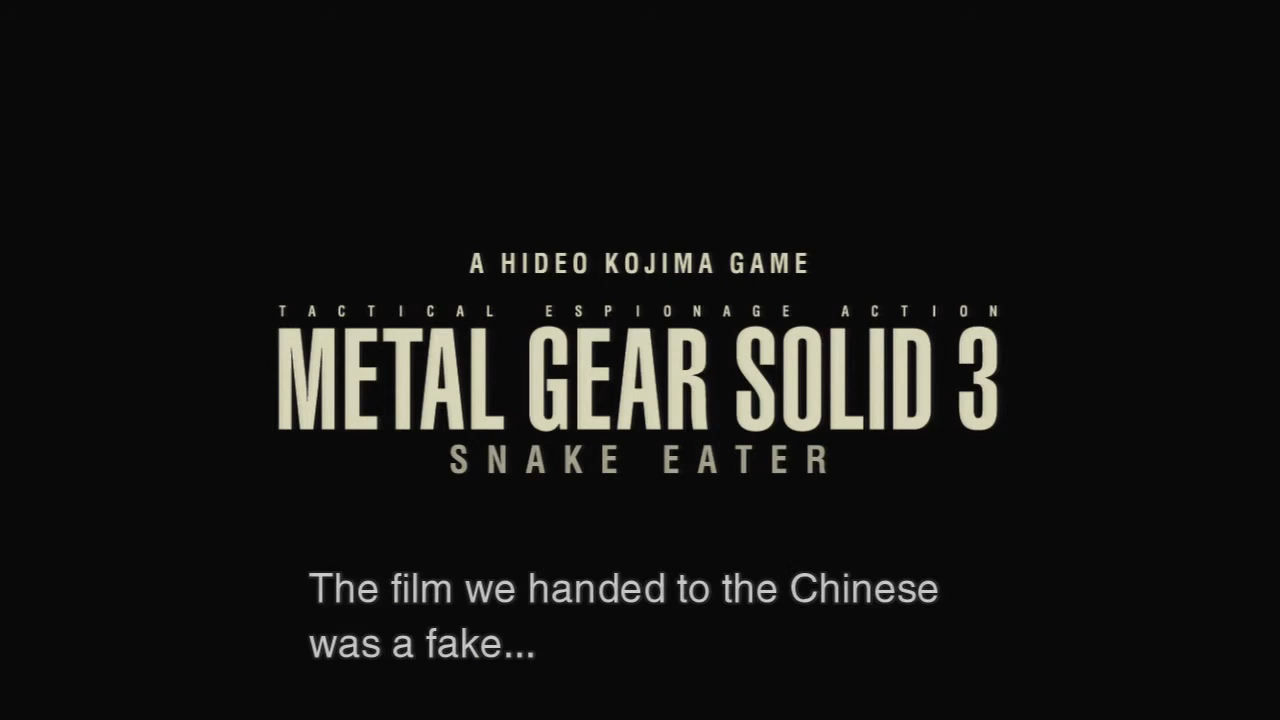 A HIDEO KOJIMA GAME
TACTICAL ESPIONAGE ACTION
METAL GEAR SOLID 3
SNAKE EATER
The film we handed to the Chinese
was a fake...